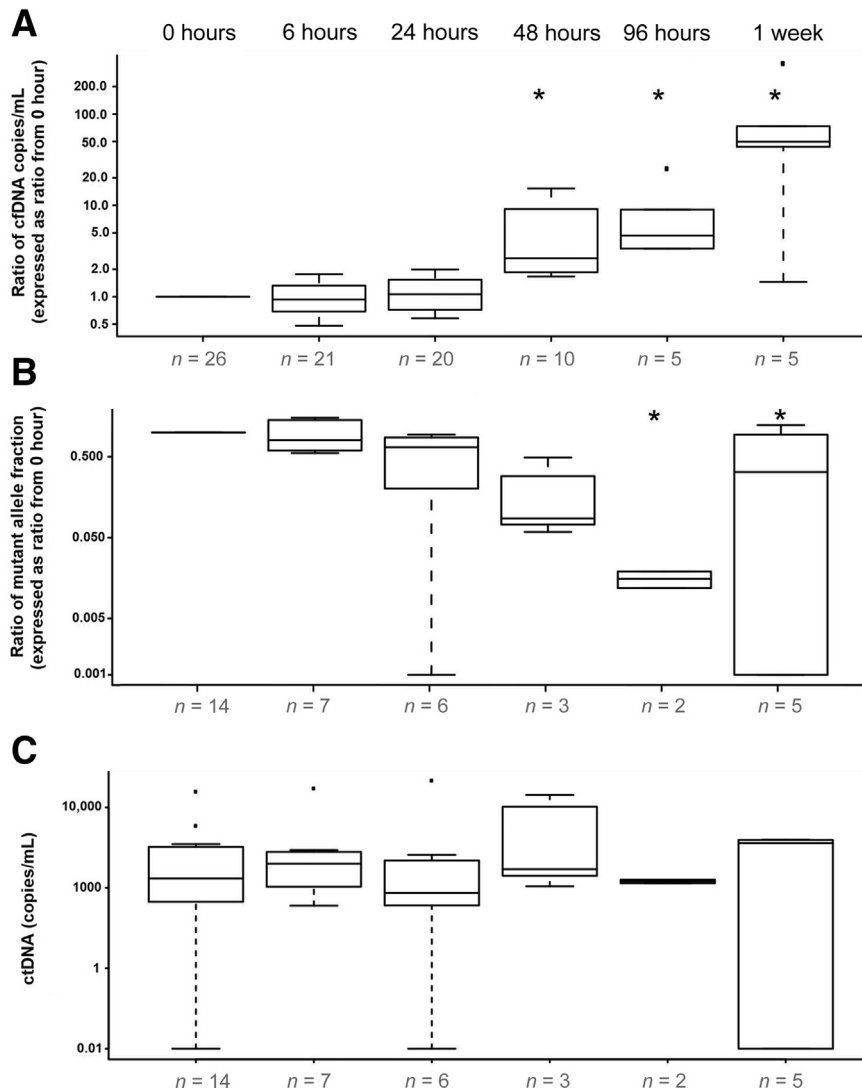 A
0 hours 6 hours 24 hours 48 hours 96 hours 1 week
Ratio of cfDNA copies/mL
(expressed as ratio from 0 hour)
200.0
100.0
50.0
20.0
10.0
5.0
2.0
1.0
0.5
* * *
n = 26 n = 21 n = 20 n = 10 n = 5 n = 5
B
Ratio of mutant allele fraction
(expressed as ratio from 0 hour)
0.500
0.050
0.005
0.001
* *
n = 14 n = 7 n = 6 n = 3 n = 2 n = 5
C
ctDNA (copies/mL)
10,000
1000
1
0.01
n = 14 n = 7 n = 6 n = 3 n = 2 n = 5